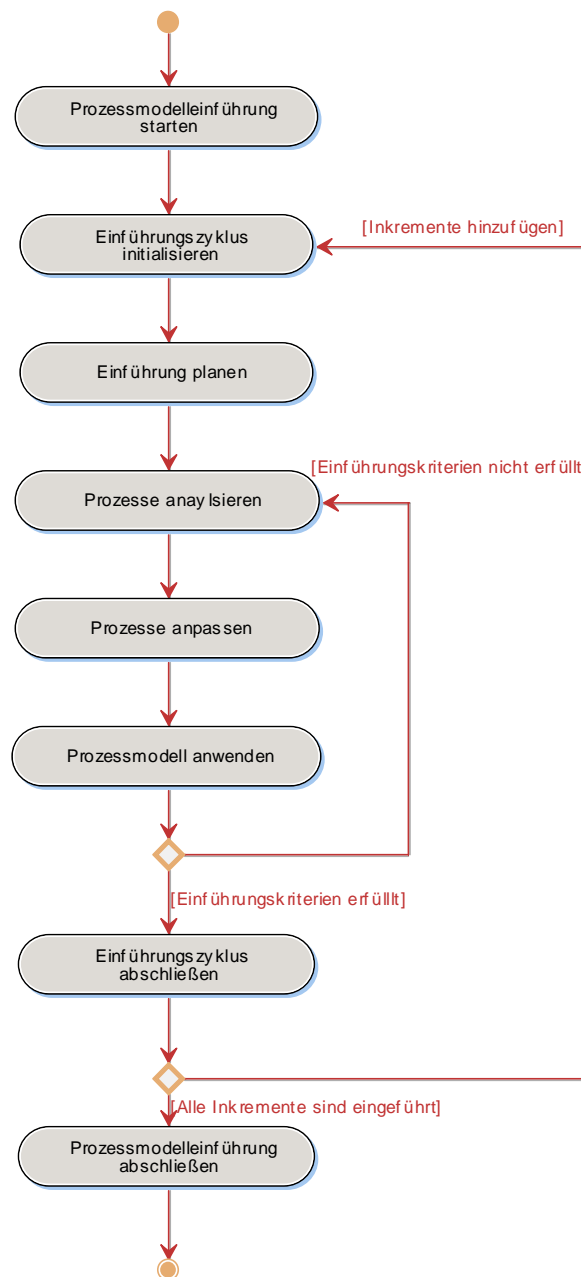 Prozessmodelleinführung
starten
[Inkremente hinzufügen]
Einführungszyklus
initialisieren
Einführung planen
[Einführungskriterien nicht erfüllt
Prozesse anaylsieren
Prozesse anpassen
Prozessmodell anwenden
[Einführungskriterien erfülllt]
Einführungszyklus
abschließen
[Alle Inkremente sind eingeführt]
Prozessmodelleinführung
abschließen